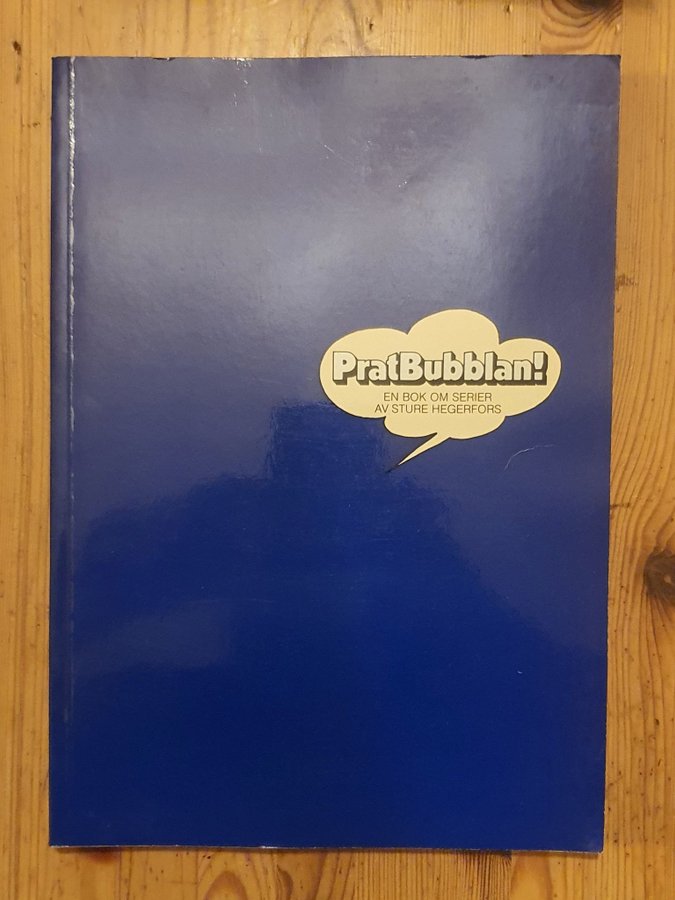 PratBubblan!
EN BOK OM SERIER
AV STURE HEGERFORS